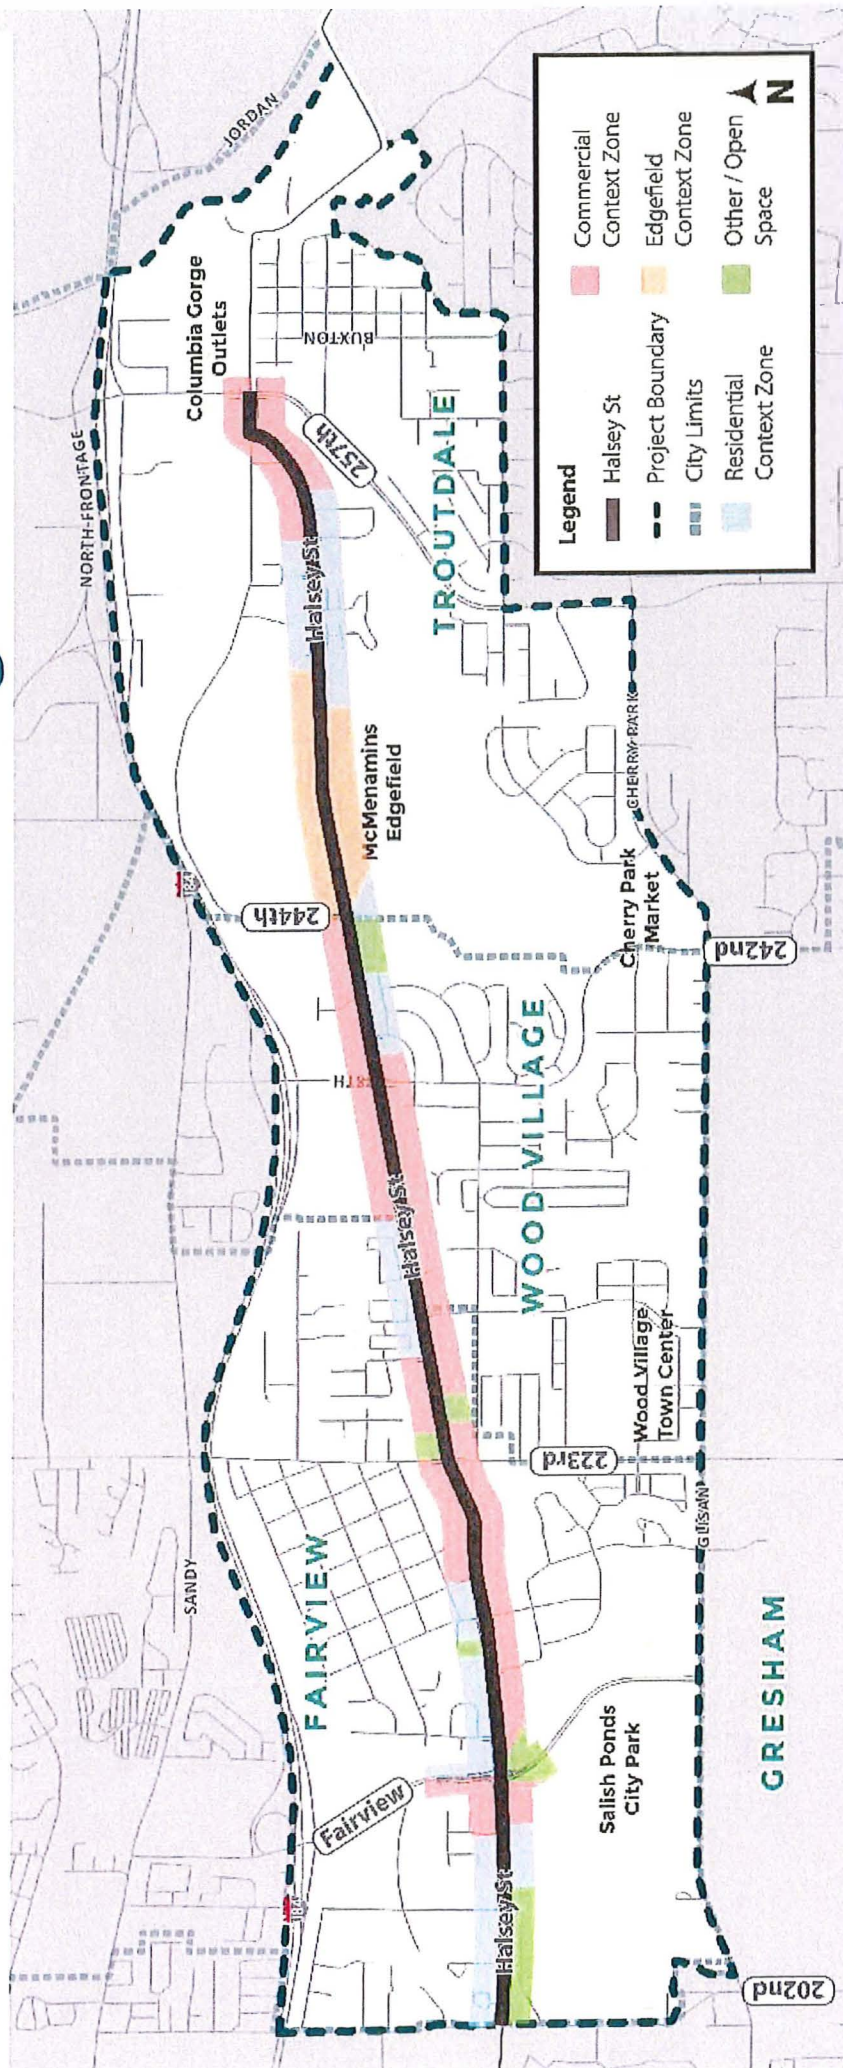 JORDAN
NORTH-FRONTAGE
Columbia Gorge
Outlets
BUXTON
257th
TROUTDALE
Halsey St
McMenamins
Edgefield
CHERRY PARK
Cherry Park
Market
244th
242nd
84
WOOD VILLAGE
Halsey St
Wood Village
Town Center
223rd
GLISAN
SANDY
FAIRVIEW
Fairview
Salish Ponds
City Park
84
Halsey St
GRESHAM
202nd
Legend
Halsey St
Project Boundary
City Limits
Residential
Context Zone
Commercial
Context Zone
Edgefield
Context Zone
Other / Open
Space
N